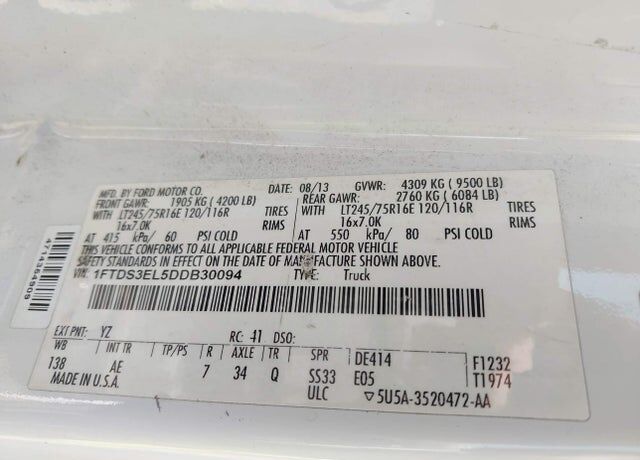 MFD. BY FORD MOTOR CO.
DATE: 08/13 GVWR: 4309 KG ( 9500 LB)
FRONT GAWR: 1905 KG ( 4200 LB) REAR GAWR: 2760 KG ( 6084 LB)
WITH LT245/75R16E 120/116R TIRES WITH LT245/75R16E 120/116R TIRES
16x7.0K RIMS 16x7.0K RIMS
AT 415 kPa/ 60 PSI COLD AT 550 kPa/ 80 PSI COLD
THIS VEHICLE CONFORMS TO ALL APPLICABLE FEDERAL MOTOR VEHICLE
SAFETY STANDARDS IN EFFECT ON THE DATE OF MANUFACTURE SHOWN ABOVE.
VIN: 1FTDS3EL5DDB30094 TYPE: Truck
EXT PNT: YZ RC: 41 DSO:
WB INT TR TP/PS R AXLE TR SPR DE414 F1232
138 AE 7 34 Q SS33 E05 T1974
MADE IN U.S.A. ULC ▽5U5A-3520472-AA